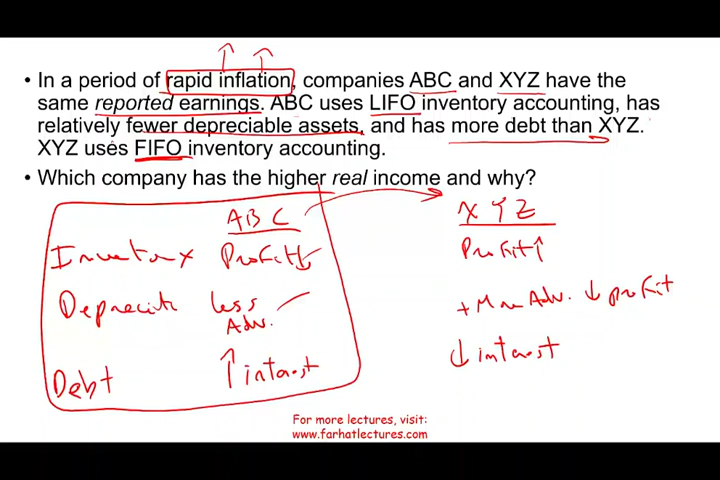 • In a period of rapid inflation, companies ABC and XYZ have the
same reported earnings. ABC uses LIFO inventory accounting, has
relatively fewer depreciable assets, and has more debt than XYZ.
XYZ uses FIFO inventory accounting.
• Which company has the higher real income and why?
ABC XYZ
Inventory Profit↓ Profit↑
less + More Adv. ↓ profit
Adv.
Debt ↑ interest ↓ interest
For more lectures, visit:
www.farhatlectures.com